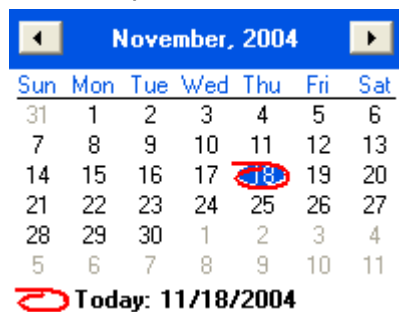 November, 2004
Sun Mon Tue Wed Thu Fri Sat
31 1 2 3 4 5 6
7 8 9 10 11 12 13
14 15 16 17 18 19 20
21 22 23 24 25 26 27
28 29 30 1 2 3 4
5 6 7 8 9 10 11
Today: 11/18/2004